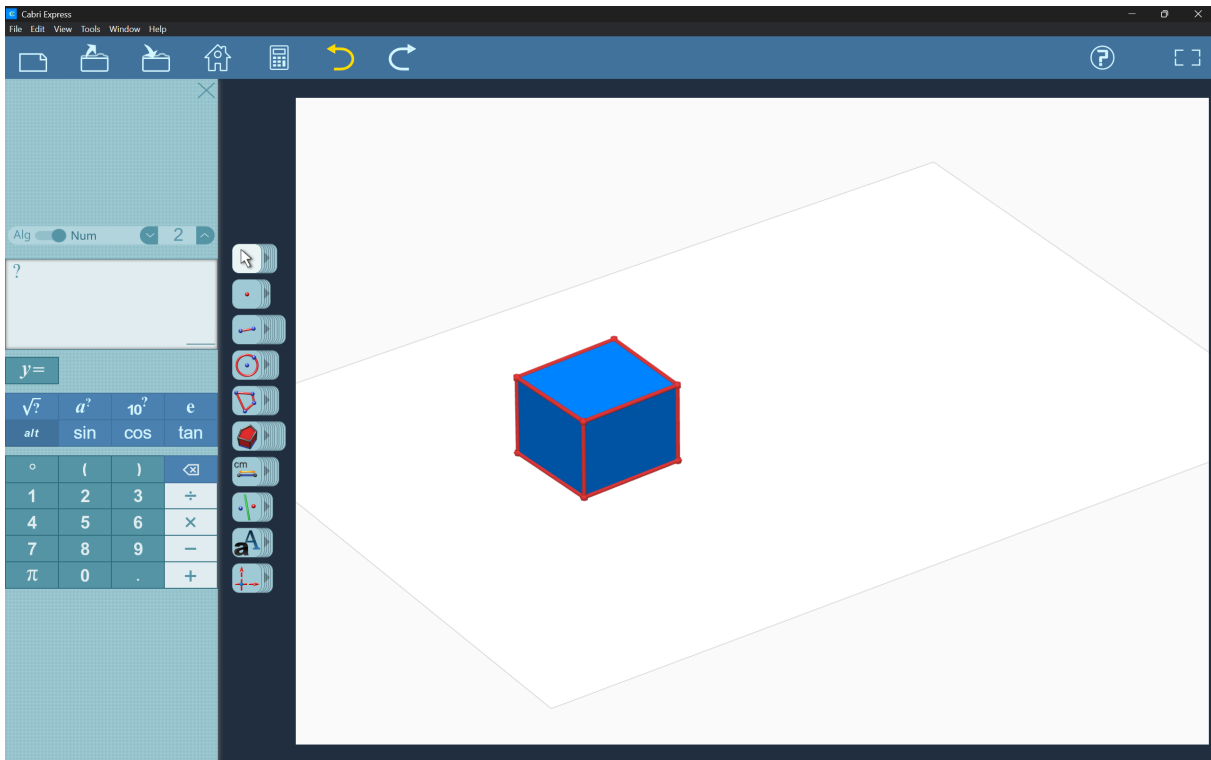 C Cabri Express
File Edit View Tools Window Help
?
Alg Num 2
?
y=
√? a? 10? e
alt sin cos tan
° ( )
1 2 3 ÷
4 5 6 ×
7 8 9 −
π 0 . +
cm
aA